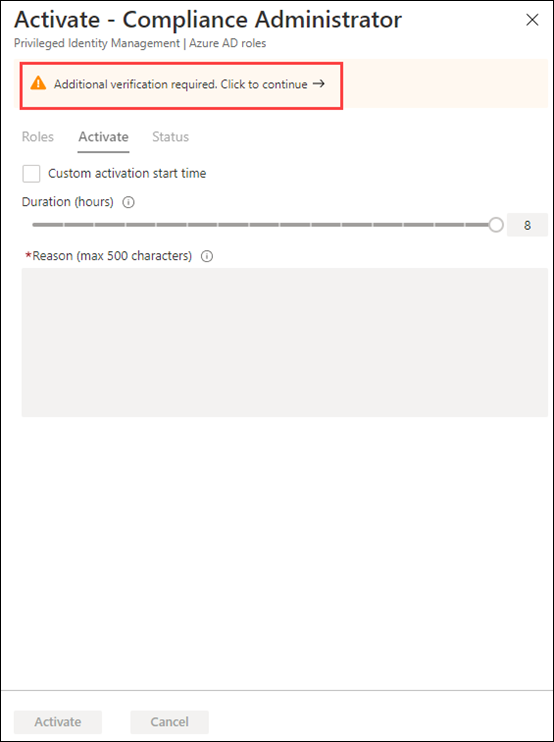 Activate - Compliance Administrator
Privileged Identity Management | Azure AD roles
Additional verification required. Click to continue →
Roles Activate Status
Custom activation start time
Duration (hours)
8
*Reason (max 500 characters)
Activate Cancel